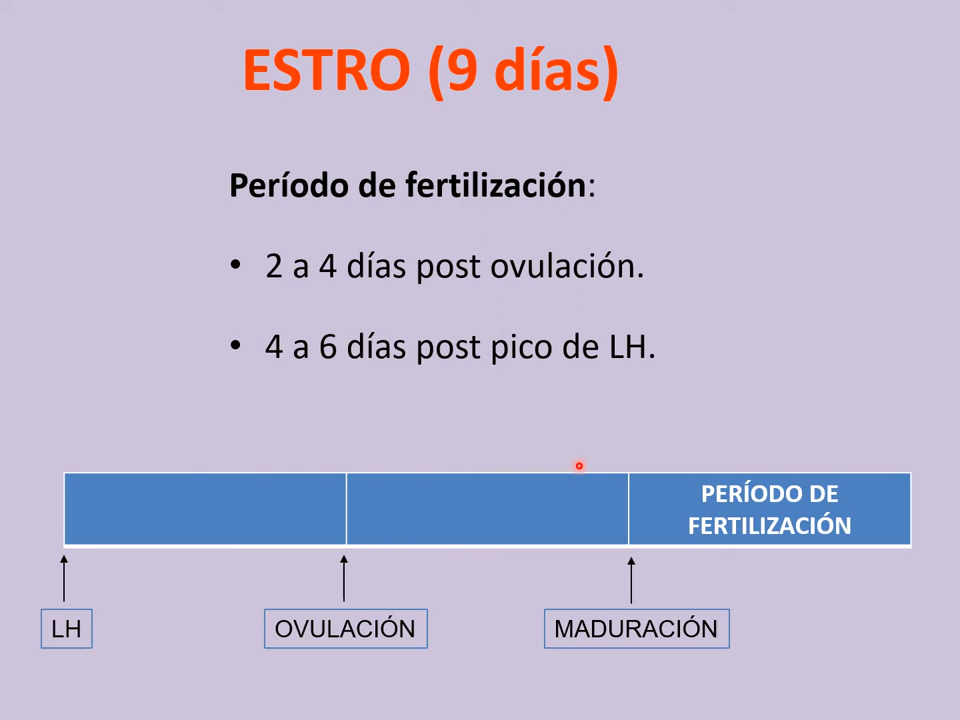 ESTRO (9 días)
Período de fertilización:
• 2 a 4 días post ovulación.
• 4 a 6 días post pico de LH.
PERÍODO DE
FERTILIZACIÓN
LH
OVULACIÓN
MADURACIÓN